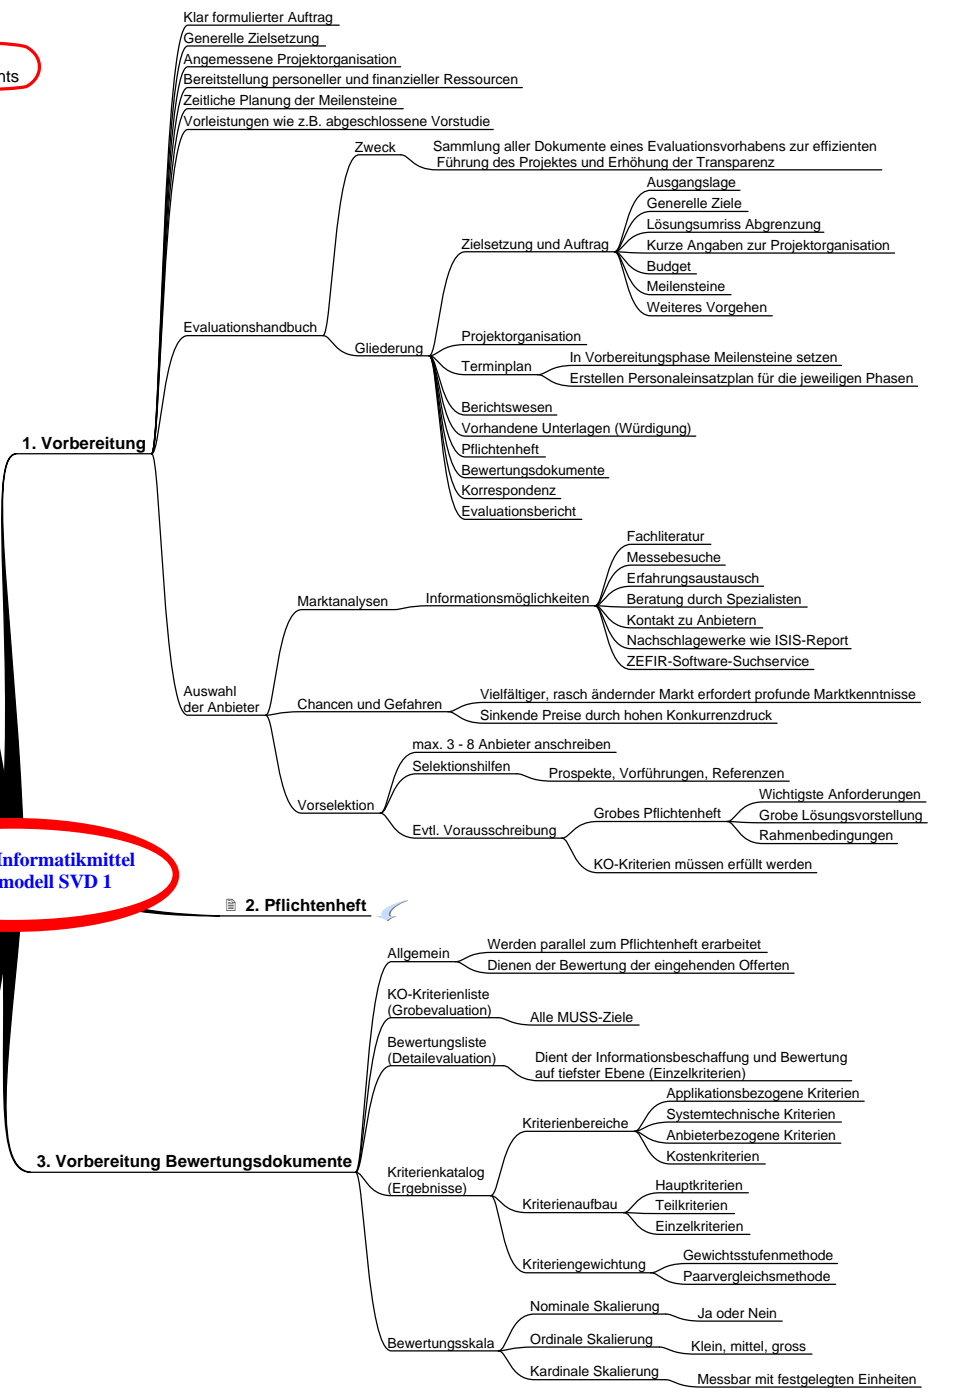 Klar formulierter Auftrag
Generelle Zielsetzung
Angemessene Projektorganisation
Bereitstellung personeller und finanzieller Ressourcen
Zeitliche Planung der Meilensteine
Vorleistungen wie z.B. abgeschlossene Vorstudie
Zweck
Sammlung aller Dokumente eines Evaluationsvorhabens zur effizienten
Führung des Projektes und Erhöhung der Transparenz
Ausgangslage
Generelle Ziele
Lösungsumriss Abgrenzung
Zielsetzung und Auftrag
Kurze Angaben zur Projektorganisation
Budget
Meilensteine
Weiteres Vorgehen
Evaluationshandbuch
Gliederung
Projektorganisation
Terminplan
In Vorbereitungsphase Meilensteine setzen
Erstellen Personaleinsatzplan für die jeweiligen Phasen
Berichtswesen
Vorhandene Unterlagen (Würdigung)
Pflichtenheft
Bewertungsdokumente
Korrespondenz
Evaluationsbericht
1. Vorbereitung
Fachliteratur
Messebesuche
Erfahrungsaustausch
Marktanalysen
Informationsmöglichkeiten
Beratung durch Spezialisten
Kontakt zu Anbietern
Nachschlagewerke wie ISIS-Report
ZEFIR-Software-Suchservice
Auswahl
der Anbieter
Chancen und Gefahren
Vielfältiger, rasch ändernder Markt erfordert profunde Marktkenntnisse
Sinkende Preise durch hohen Konkurrenzdruck
max. 3 - 8 Anbieter anschreiben
Selektionshilfen
Prospekte, Vorführungen, Referenzen
Vorselektion
Evtl. Vorausschreibung
Grobes Pflichtenheft
Wichtigste Anforderungen
Grobe Lösungsvorstellung
Rahmenbedingungen
KO-Kriterien müssen erfüllt werden
Informatikmittel
modell SVD 1
2. Pflichtenheft
Allgemein
Werden parallel zum Pflichtenheft erarbeitet
Dienen der Bewertung der eingehenden Offerten
KO-Kriterienliste
(Grobevaluation)
Alle MUSS-Ziele
Bewertungsliste
(Detailevaluation)
Dient der Informationsbeschaffung und Bewertung
auf tiefster Ebene (Einzelkriterien)
3. Vorbereitung Bewertungsdokumente
Kriterienkatalog
(Ergebnisse)
Kriterienbereiche
Applikationsbezogene Kriterien
Systemtechnische Kriterien
Anbieterbezogene Kriterien
Kostenkriterien
Kriterienaufbau
Hauptkriterien
Teilkriterien
Einzelkriterien
Kriteriengewichtung
Gewichtsstufenmethode
Paarvergleichsmethode
Bewertungsskala
Nominale Skalierung
Ja oder Nein
Ordinale Skalierung
Klein, mittel, gross
Kardinale Skalierung
Messbar mit festgelegten Einheiten